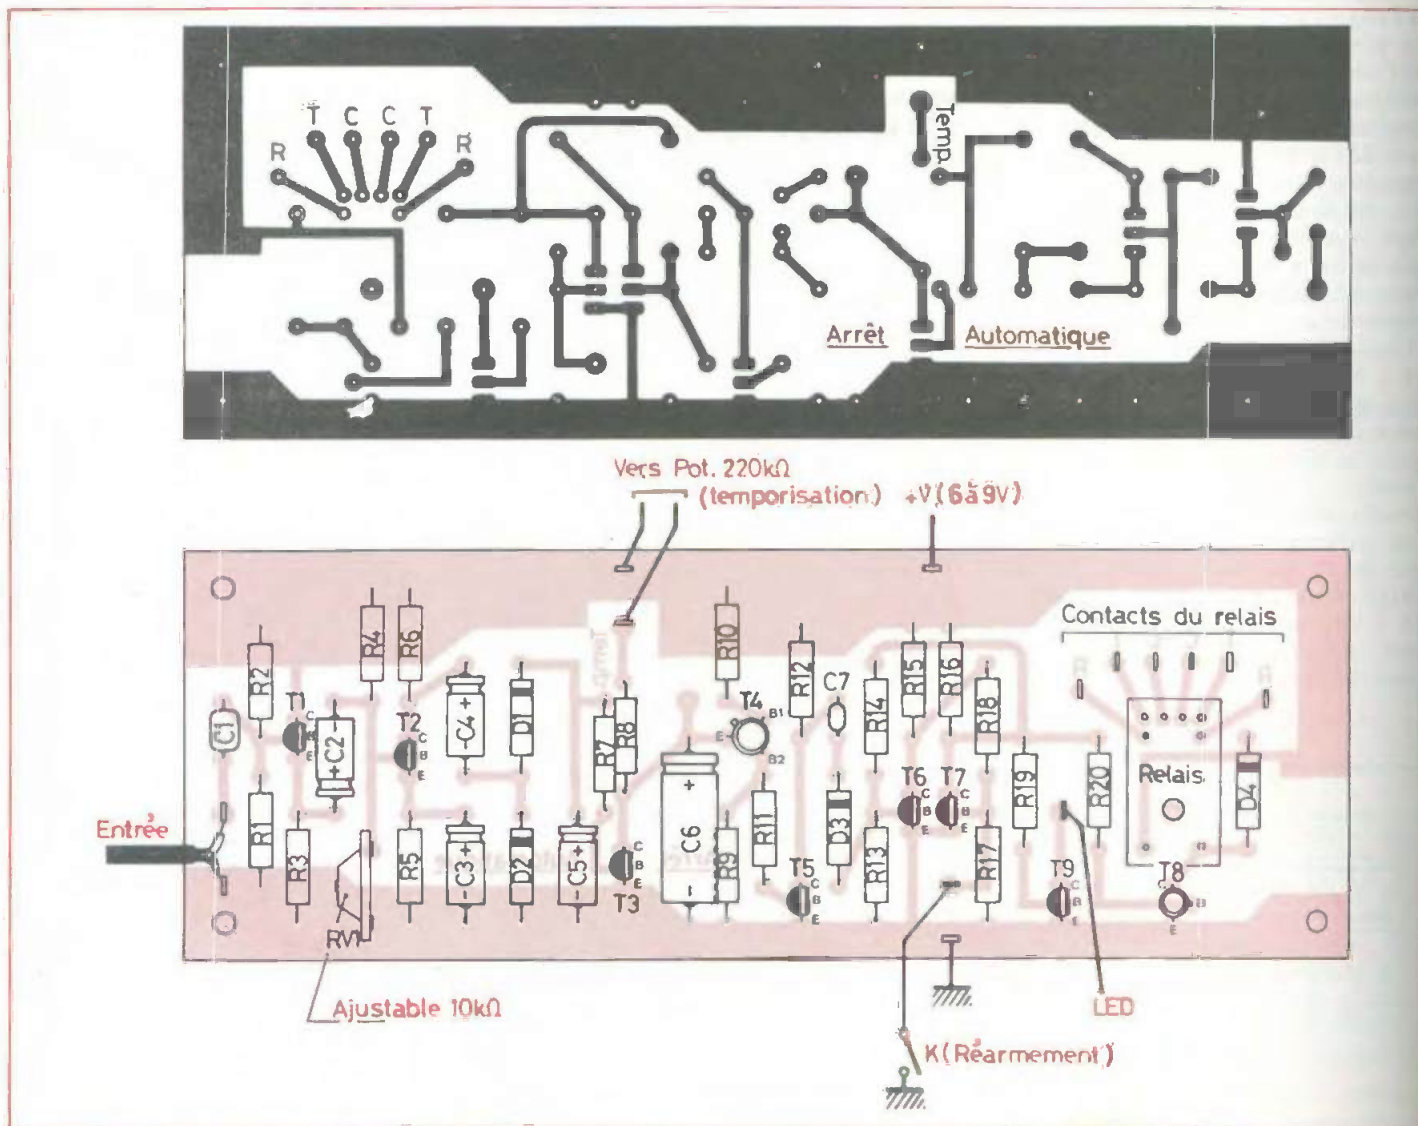 T C C T
R R
Temp.
Arrêt Automatique
Vers Pot. 220kΩ
(temporisation) +V (6 à 9V)
Contacts du relais
R2 R4 R6 R10 R12 C7 R15 R16
T1 T2 C4 D1 T4 R14 R18
C1 C2 R7 R8 B1 B2 E
R1 R3 R5 C3 D2 C5 C6 R9 R11 D3 R13 T6 T7 R17 R19 R20 Relais D4
Entrée
T3 T5 T9 T8
C B E
RV1
Ajustable 10kΩ
LED
K (Réarmement)